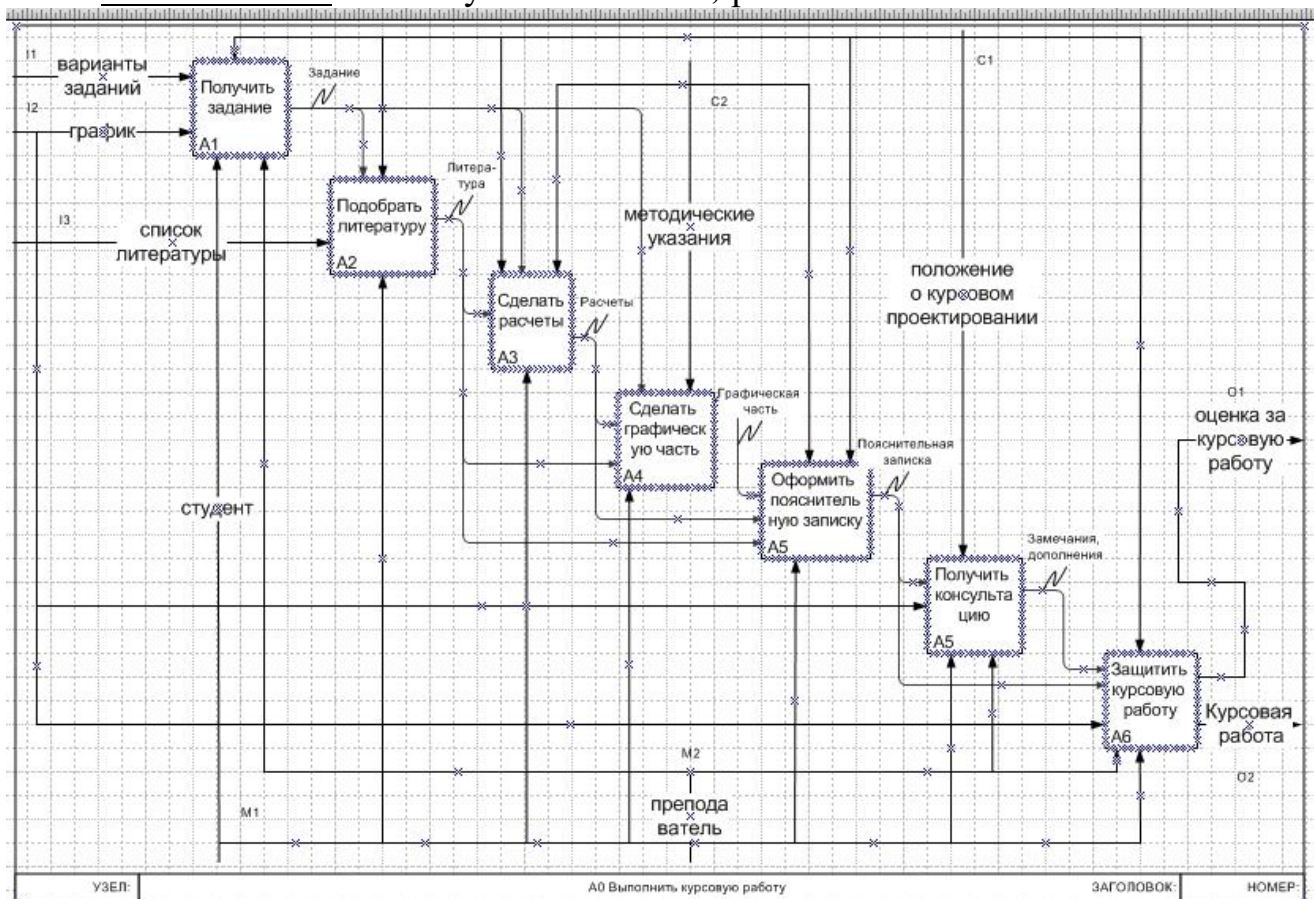 I1
варианты
заданий
I2
график
Получить
задание
A1
Задание
C1
C2
I3
список
литературы
Подобрать
литературу
A2
Литера-
тура
методические
указания
положение
о курсовом
проектировании
Сделать
расчеты
A3
Расчеты
Сделать
графическ
ую часть
A4
Графическая
часть
O1
оценка за
курсовую
работу
Пояснительная
записка
Оформить
пояснитель
ную записку
A5
студент
Замечания,
дополнения
Получить
консульта
цию
A5
Защитить
курсовую
работу
A6
Курсовая
работа
O2
M2
M1
препода
ватель
УЗЕЛ:
A0 Выполнить курсовую работу
ЗАГОЛОВОК:
НОМЕР: